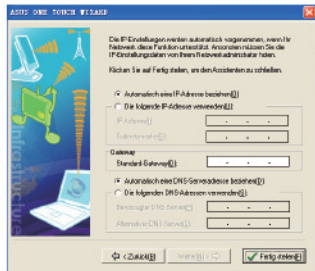 ASUS ONE TOUCH WIZARD
Die IP-Einstellungen werden automatisch vorgenommen, wenn Ihr
Netzwerk diese Funktion unterstützt. Ansonsten müssen Sie die
IP-Einstellungsdaten von Ihrem Netzwerkadministrator holen.
Klicken Sie auf Fertig stellen, um den Assistenten zu schließen.
Automatisch eine IP-Adresse beziehen(O)
Die folgende IP-Adresse verwenden(U):
IP-Adresse(I):
Gateway
Standard-Gateway(D):
Automatisch eine DNS-Serveradresse beziehen(V)
Die folgenden DNS-Adressen verwenden(S):
Bevorzugter DNS-Server
Alternativer DNS-Server
< Zurück(B)
Weiter(N) >
Fertig stellen(F)
Infrastructure